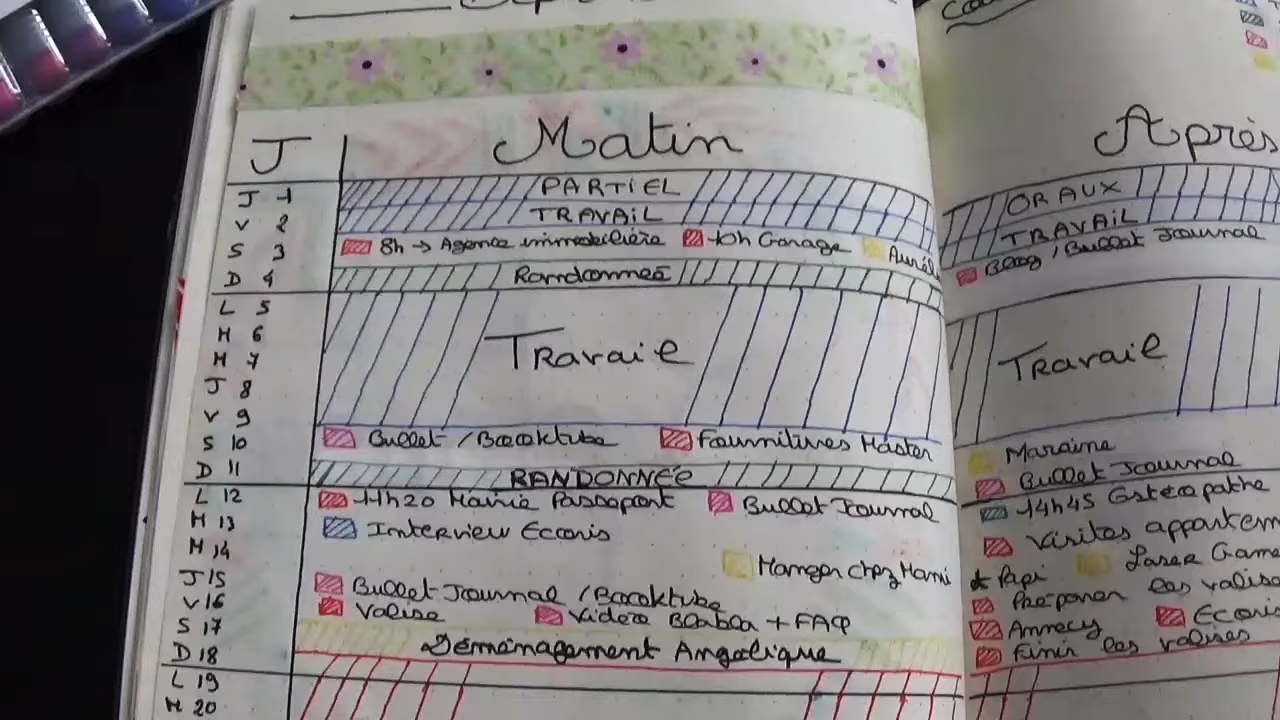 J Matin Après
J 1 PARTIEL ORAUX
V 2 TRAVAIL TRAVAIL
S 3 8h → Agence immobilière 10h Garage Blog / Bullet Journal
D 4 Randonnée
L 5
M 6
M 7 Travail Travail
J 8
V 9
S 10 Bullet / Booktube Fournitures Master Marraine
D 11 RANDONNÉE Bullet Journal
L 12 11h20 Mairie Passeport Bullet Journal 14h45 Ostéopathe
M 13 Interview Ecoris Visites appartem
M 14 Manger chez Mami Papi Laser Game
J 15 Bullet Journal / Booktube Préparer les valise
V 16 Valise Vidéo Blabla + FAQ Annecy Ecoris
S 17 Finir les valises
D 18 Déménagement Angélique
L 19
M 20